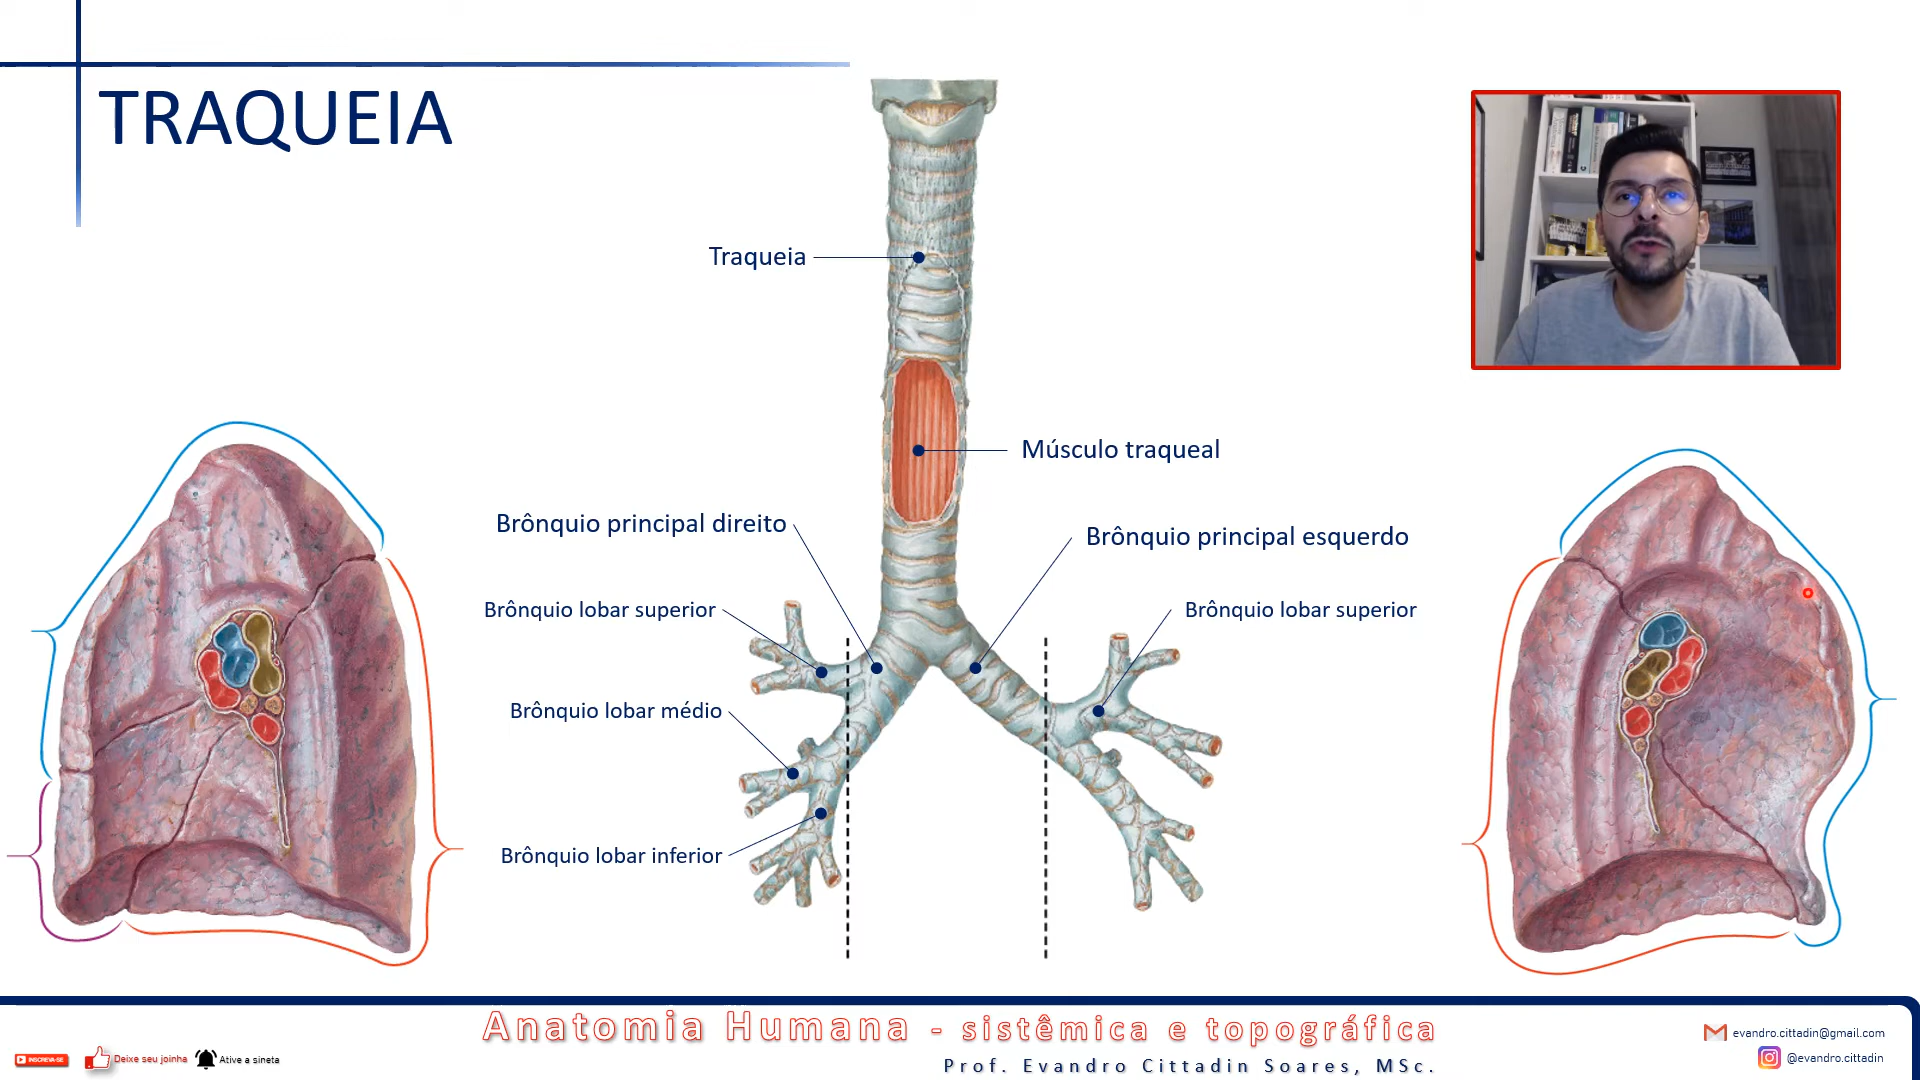 TRAQUEIA
Traqueia
Músculo traqueal
Brônquio principal direito
Brônquio principal esquerdo
Brônquio lobar superior
Brônquio lobar superior
Brônquio lobar médio
Brônquio lobar inferior
Anatomia Humana - sistêmica e topográfica
Prof. Evandro Cittadin Soares, MSc.
INSCREVA-SE
Deixe seu joinha
Ative a sineta
evandro.cittadin@gmail.com
@evandro.cittadin